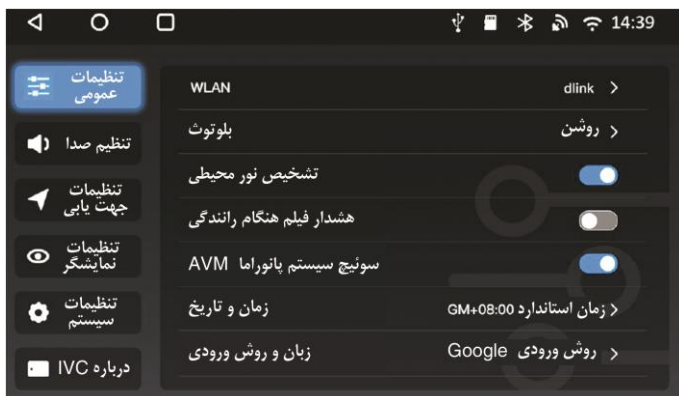 14:39
تنظیمات
عمومی
تنظیم صدا
تنظیمات
جهت یابی
تنظیمات
نمایشگر
تنظیمات
سیستم
درباره IVC
WLAN
dlink >
بلوتوث
روشن >
تشخیص نور محیطی
هشدار فیلم هنگام رانندگی
سوئیچ سیستم پانوراما AVM
زمان و تاریخ
زمان استاندارد GM+08:00 >
زبان و روش ورودی
روش ورودی Google >